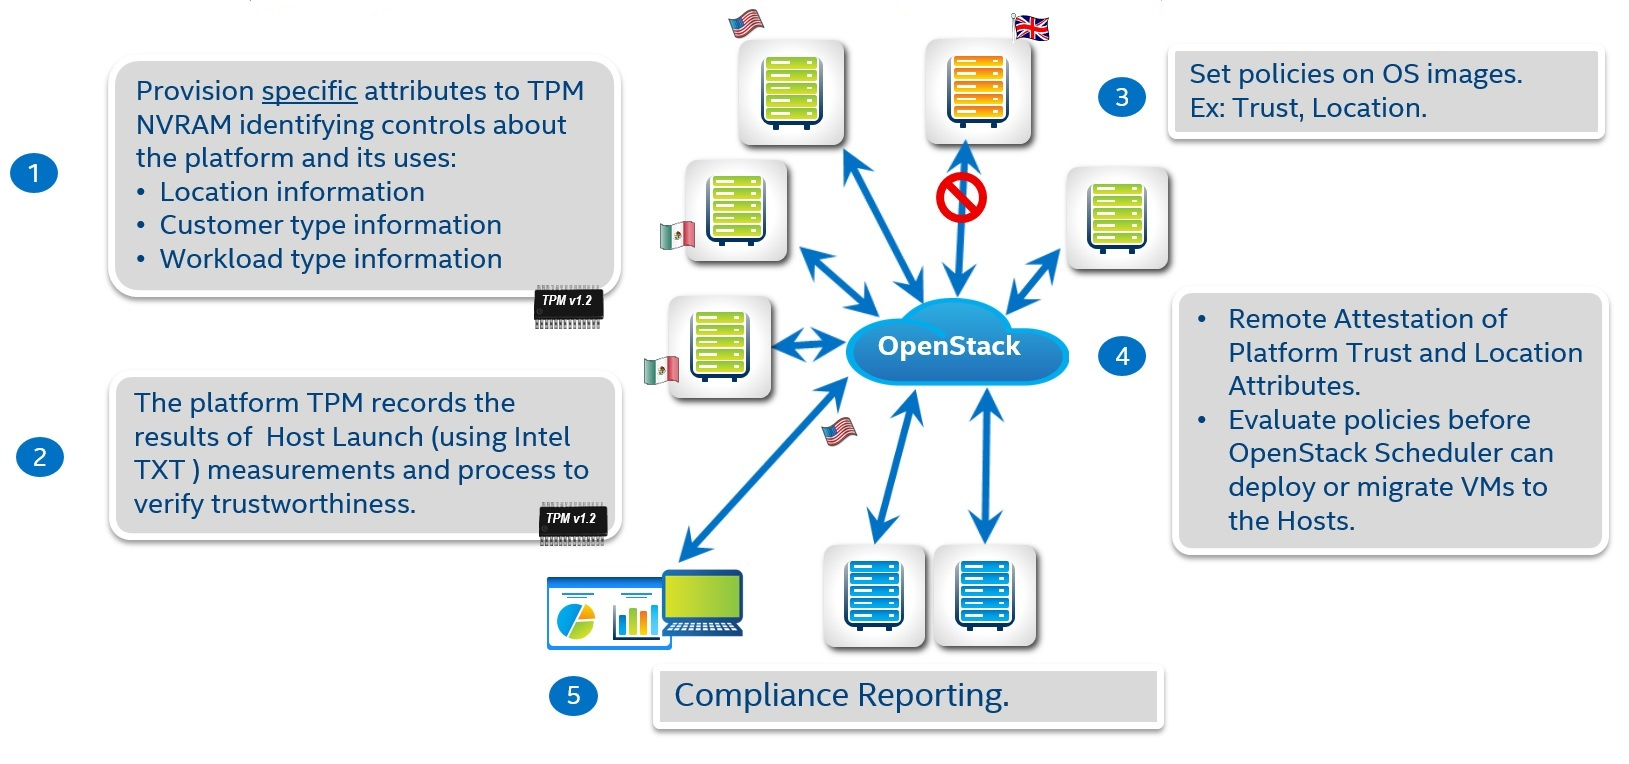 1
Provision specific attributes to TPM
NVRAM identifying controls about
the platform and its uses:
• Location information
• Customer type information
• Workload type information
TPM v1.2
2
The platform TPM records the
results of  Host Launch (using Intel
TXT ) measurements and process to
verify trustworthiness.
TPM v1.2
OpenStack
3
Set policies on OS images.
Ex: Trust, Location.
4
• Remote Attestation of
Platform Trust and Location
Attributes.
• Evaluate policies before
OpenStack Scheduler can
deploy or migrate VMs to
the Hosts.
5
Compliance Reporting.